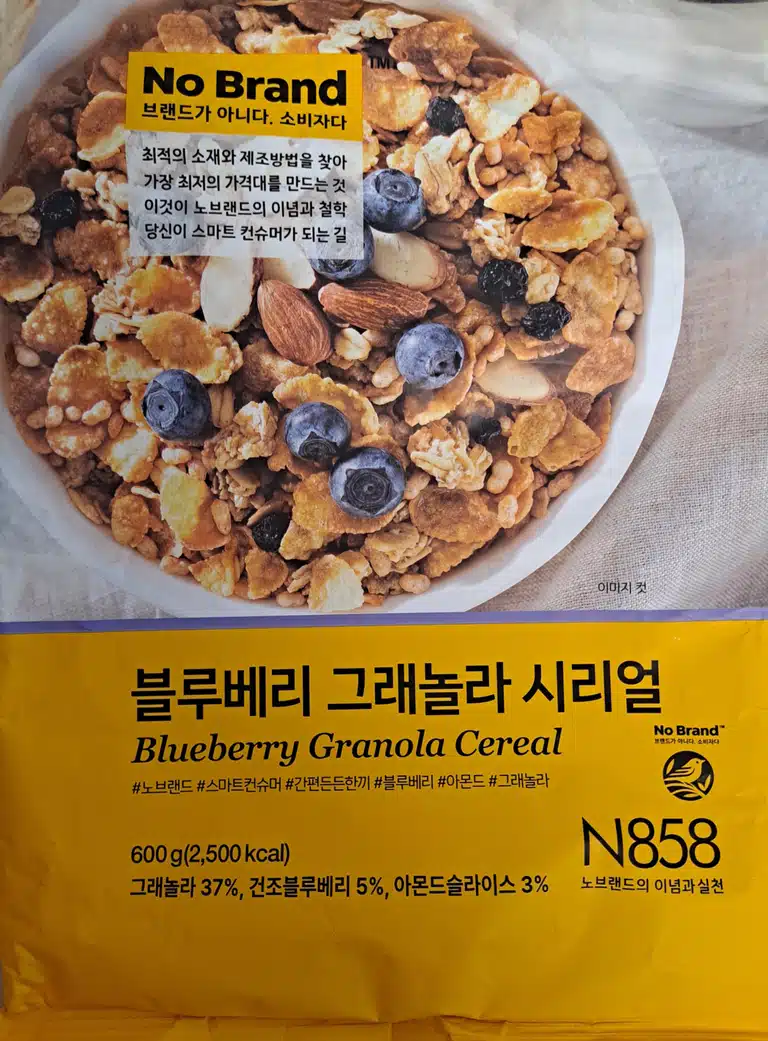 No Brand
TM
브랜드가 아니다. 소비자다
최적의 소재와 제조방법을 찾아
가장 최저의 가격대를 만드는 것
이것이 노브랜드의 이념과 철학
당신이 스마트 컨슈머가 되는 길
이미지 컷
블루베리 그래놀라 시리얼
Blueberry Granola Cereal
#노브랜드 #스마트컨슈머 #간편든든한끼 #블루베리 #아몬드 #그래놀라
No Brand™
브랜드가 아니다. 소비자다
N858
노브랜드의 이념과 실천
600 g(2,500 kcal)
그래놀라 37%, 건조블루베리 5%, 아몬드슬라이스 3%